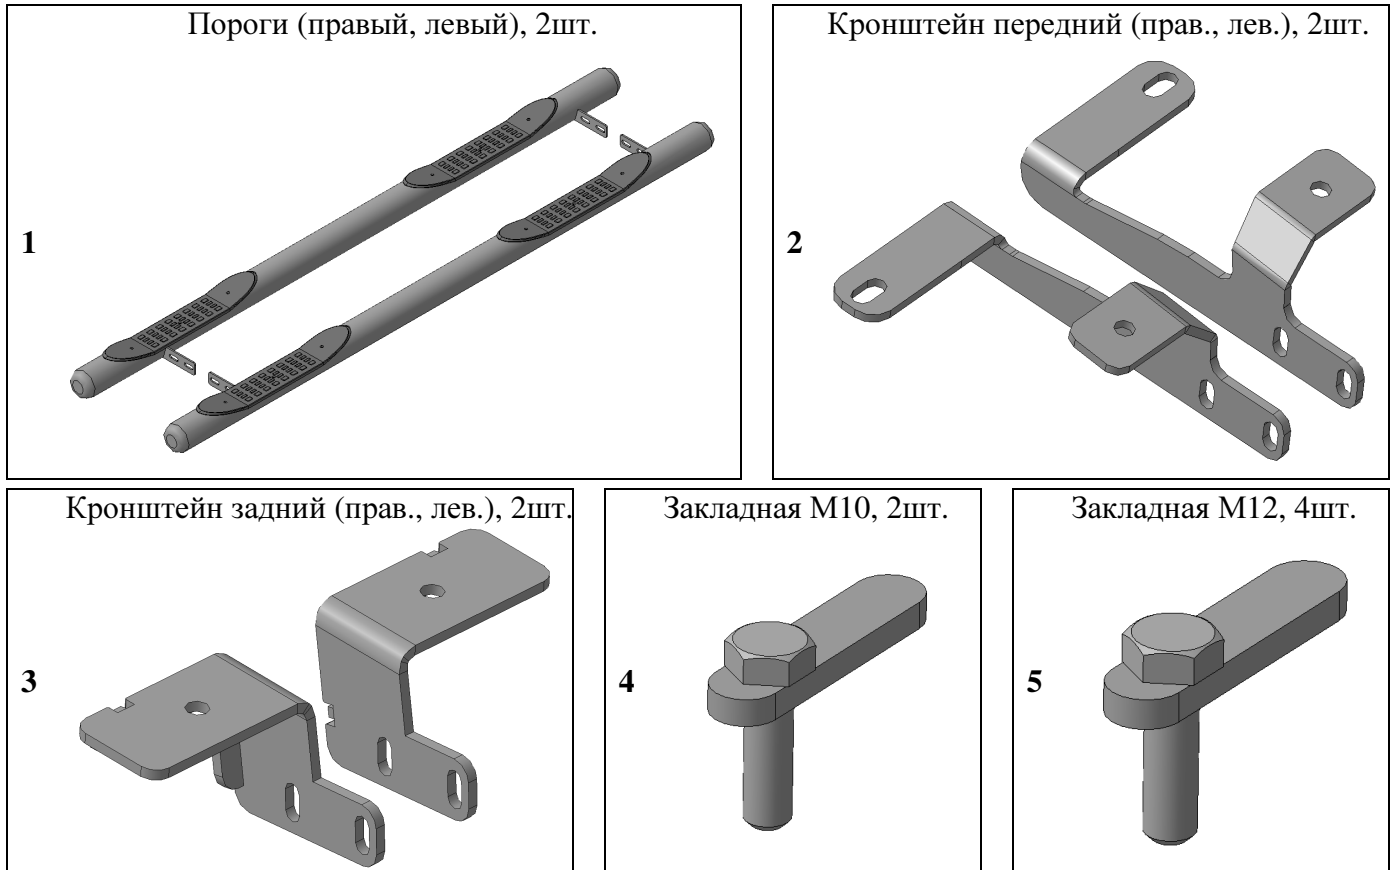 Пороги (правый, левый), 2шт.
1
Кронштейн передний (прав., лев.), 2шт.
2
Кронштейн задний (прав., лев.), 2шт.
3
Закладная М10, 2шт.
4
Закладная М12, 4шт.
5